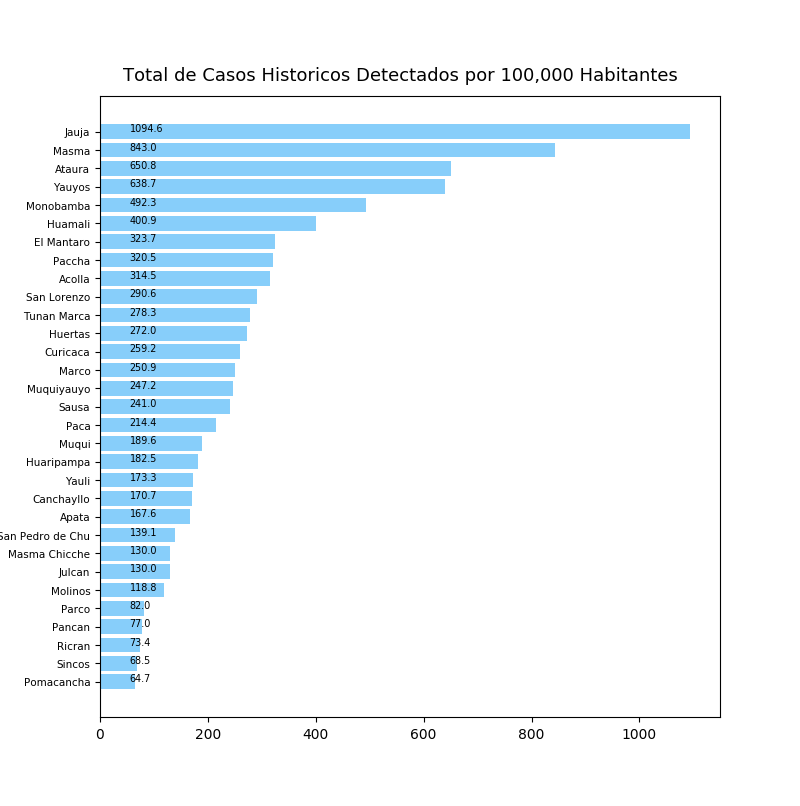 Total de Casos Historicos Detectados por 100,000 Habitantes
Jauja 1094.6
Masma 843.0
Ataura 650.8
Yauyos 638.7
Monobamba 492.3
Huamali 400.9
El Mantaro 323.7
Paccha 320.5
Acolla 314.5
San Lorenzo 290.6
Tunan Marca 278.3
Huertas 272.0
Curicaca 259.2
Marco 250.9
Muquiyauyo 247.2
Sausa 241.0
Paca 214.4
Muqui 189.6
Huaripampa 182.5
Yauli 173.3
Canchayllo 170.7
Apata 167.6
San Pedro de Chu 139.1
Masma Chicche 130.0
Julcan 130.0
Molinos 118.8
Parco 82.0
Pancan 77.0
Ricran 73.4
Sincos 68.5
Pomacancha 64.7
0 200 400 600 800 1000